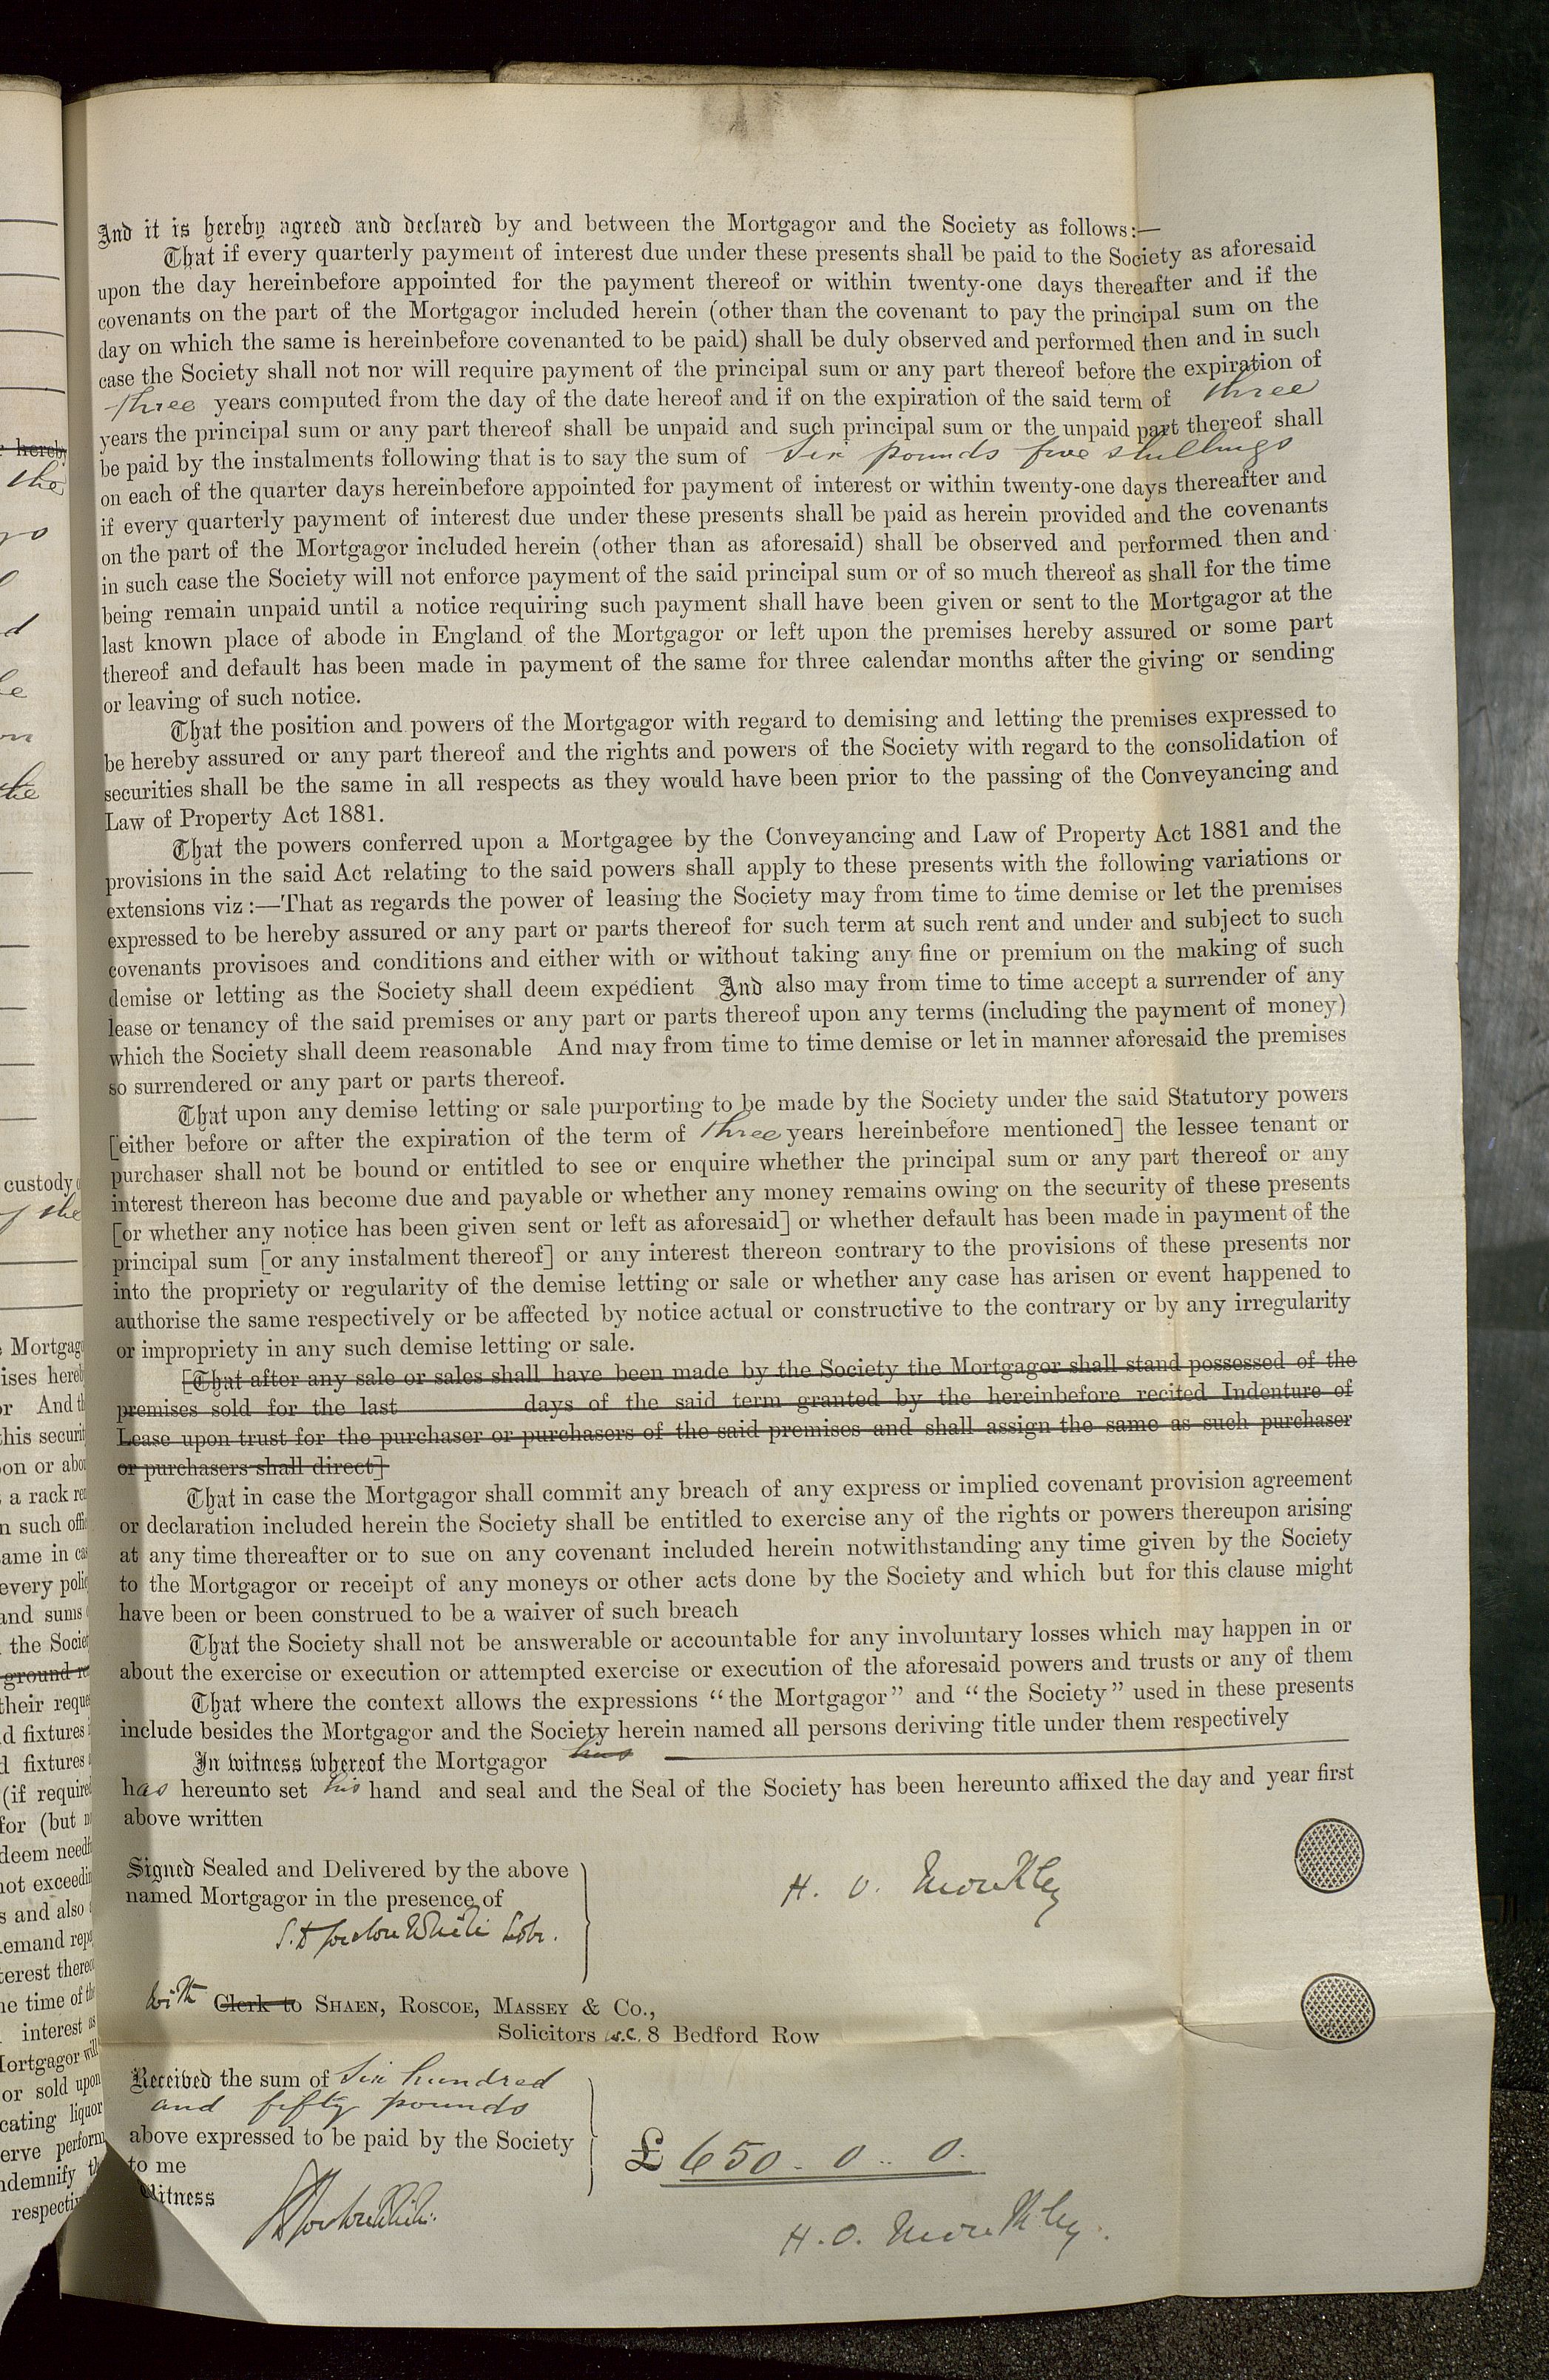 And it is hereby agreed and declared by and between the Mortgagor and the Society as follows:—
That if every quarterly payment of interest due under these presents shall be paid to the Society as aforesaid
upon the day hereinbefore appointed for the payment thereof or within twenty-one days thereafter and if the
covenants on the part of the Mortgagor included herein (other than the covenant to pay the principal sum on the
day on which the same is hereinbefore covenanted to be paid) shall be duly observed and performed then and in such
case the Society shall not nor will require payment of the principal sum or any part thereof before the expiration of
three years computed from the day of the date hereof and if on the expiration of the said term of three
years the principal sum or any part thereof shall be unpaid and such principal sum or the unpaid part thereof shall
be paid by the instalments following that is to say the sum of Six pounds five shillings
on each of the quarter days hereinbefore appointed for payment of interest or within twenty-one days thereafter and
if every quarterly payment of interest due under these presents shall be paid as herein provided and the covenants
on the part of the Mortgagor included herein (other than as aforesaid) shall be observed and performed then and
in such case the Society will not enforce payment of the said principal sum or of so much thereof as shall for the time
being remain unpaid until a notice requiring such payment shall have been given or sent to the Mortgagor at the
last known place of abode in England of the Mortgagor or left upon the premises hereby assured or some part
thereof and default has been made in payment of the same for three calendar months after the giving or sending
or leaving of such notice.
That the position and powers of the Mortgagor with regard to demising and letting the premises expressed to
be hereby assured or any part thereof and the rights and powers of the Society with regard to the consolidation of
securities shall be the same in all respects as they would have been prior to the passing of the Conveyancing and
Law of Property Act 1881.
That the powers conferred upon a Mortgagee by the Conveyancing and Law of Property Act 1881 and the
provisions in the said Act relating to the said powers shall apply to these presents with the following variations or
extensions viz:—That as regards the power of leasing the Society may from time to time demise or let the premises
expressed to be hereby assured or any part or parts thereof for such term at such rent and under and subject to such
covenants provisoes and conditions and either with or without taking any fine or premium on the making of such
demise or letting as the Society shall deem expedient And also may from time to time accept a surrender of any
lease or tenancy of the said premises or any part or parts thereof upon any terms (including the payment of money)
which the Society shall deem reasonable And may from time to time demise or let in manner aforesaid the premises
so surrendered or any part or parts thereof.
That upon any demise letting or sale purporting to be made by the Society under the said Statutory powers
[either before or after the expiration of the term of three years hereinbefore mentioned] the lessee tenant or
purchaser shall not be bound or entitled to see or enquire whether the principal sum or any part thereof or any
interest thereon has become due and payable or whether any money remains owing on the security of these presents
[or whether any notice has been given sent or left as aforesaid] or whether default has been made in payment of the
principal sum [or any instalment thereof] or any interest thereon contrary to the provisions of these presents nor
into the propriety or regularity of the demise letting or sale or whether any case has arisen or event happened to
authorise the same respectively or be affected by notice actual or constructive to the contrary or by any irregularity
or impropriety in any such demise letting or sale.
[That after any sale or sales shall have been made by the Society the Mortgagor shall stand possessed of the
premises sold for the last days of the said term granted by the hereinbefore recited Indenture of
Lease upon trust for the purchaser or purchasers of the said premises and shall assign the same as such purchaser
or purchasers shall direct]
That in case the Mortgagor shall commit any breach of any express or implied covenant provision agreement
or declaration included herein the Society shall be entitled to exercise any of the rights or powers thereupon arising
at any time thereafter or to sue on any covenant included herein notwithstanding any time given by the Society
to the Mortgagor or receipt of any moneys or other acts done by the Society and which but for this clause might
have been or been construed to be a waiver of such breach
That the Society shall not be answerable or accountable for any involuntary losses which may happen in or
about the exercise or execution or attempted exercise or execution of the aforesaid powers and trusts or any of them
That where the context allows the expressions "the Mortgagor" and "the Society" used in these presents
include besides the Mortgagor and the Society herein named all persons deriving title under them respectively
In witness whereof the Mortgagor has
has hereunto set his hand and seal and the Seal of the Society has been hereunto affixed the day and year first
above written
Signed Sealed and Delivered by the above
named Mortgagor in the presence of
H. O.
White Solr.
with Clerk to SHAEN, ROSCOE, MASSEY & Co.,
Solicitors W.C. 8 Bedford Row
Received the sum of Six hundred
and fifty pounds
above expressed to be paid by the Society
to me
£650. 0. 0.
Witness
H. O.